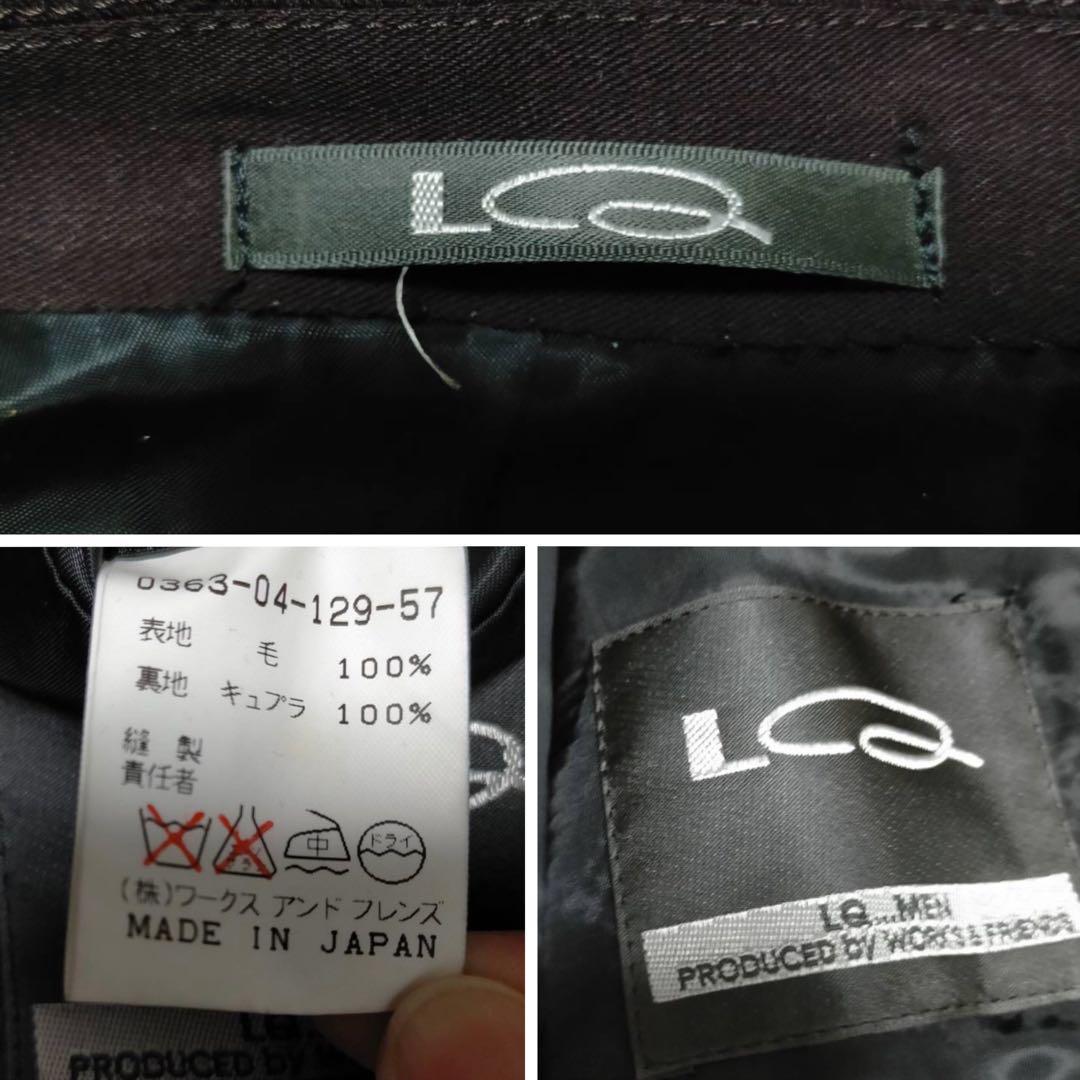 LQ
0363-04-129-57
表地 毛 100%
裏地 キュプラ 100%
縫製
責任者
中 ドライ
(株)ワークス アンド フレンズ
MADE IN JAPAN
PRODUCED by
LQ
LQ...MEN
PRODUCED by WORKS & FRIENDS